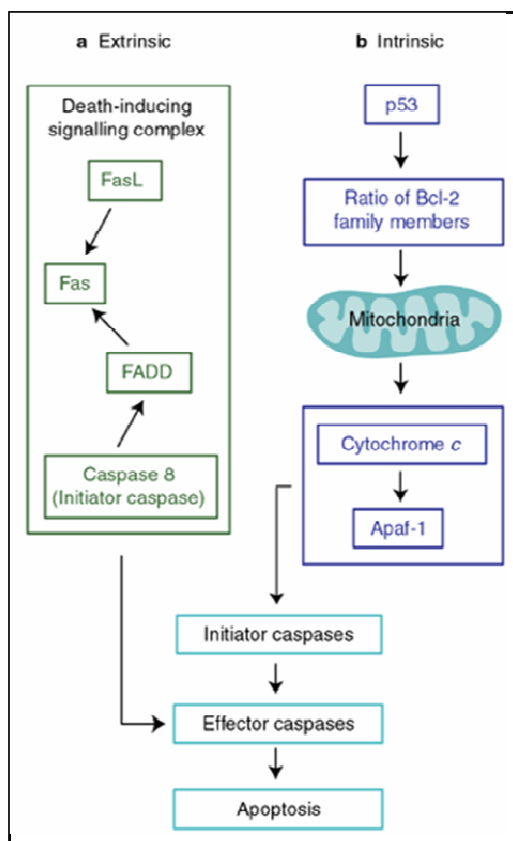 a Extrinsic
Death-inducing
signalling complex
FasL
Fas
FADD
Caspase 8
(Initiator caspase)
b Intrinsic
p53
Ratio of Bcl-2
family members
Mitochondria
Cytochrome c
Apaf-1
Initiator caspases
Effector caspases
Apoptosis